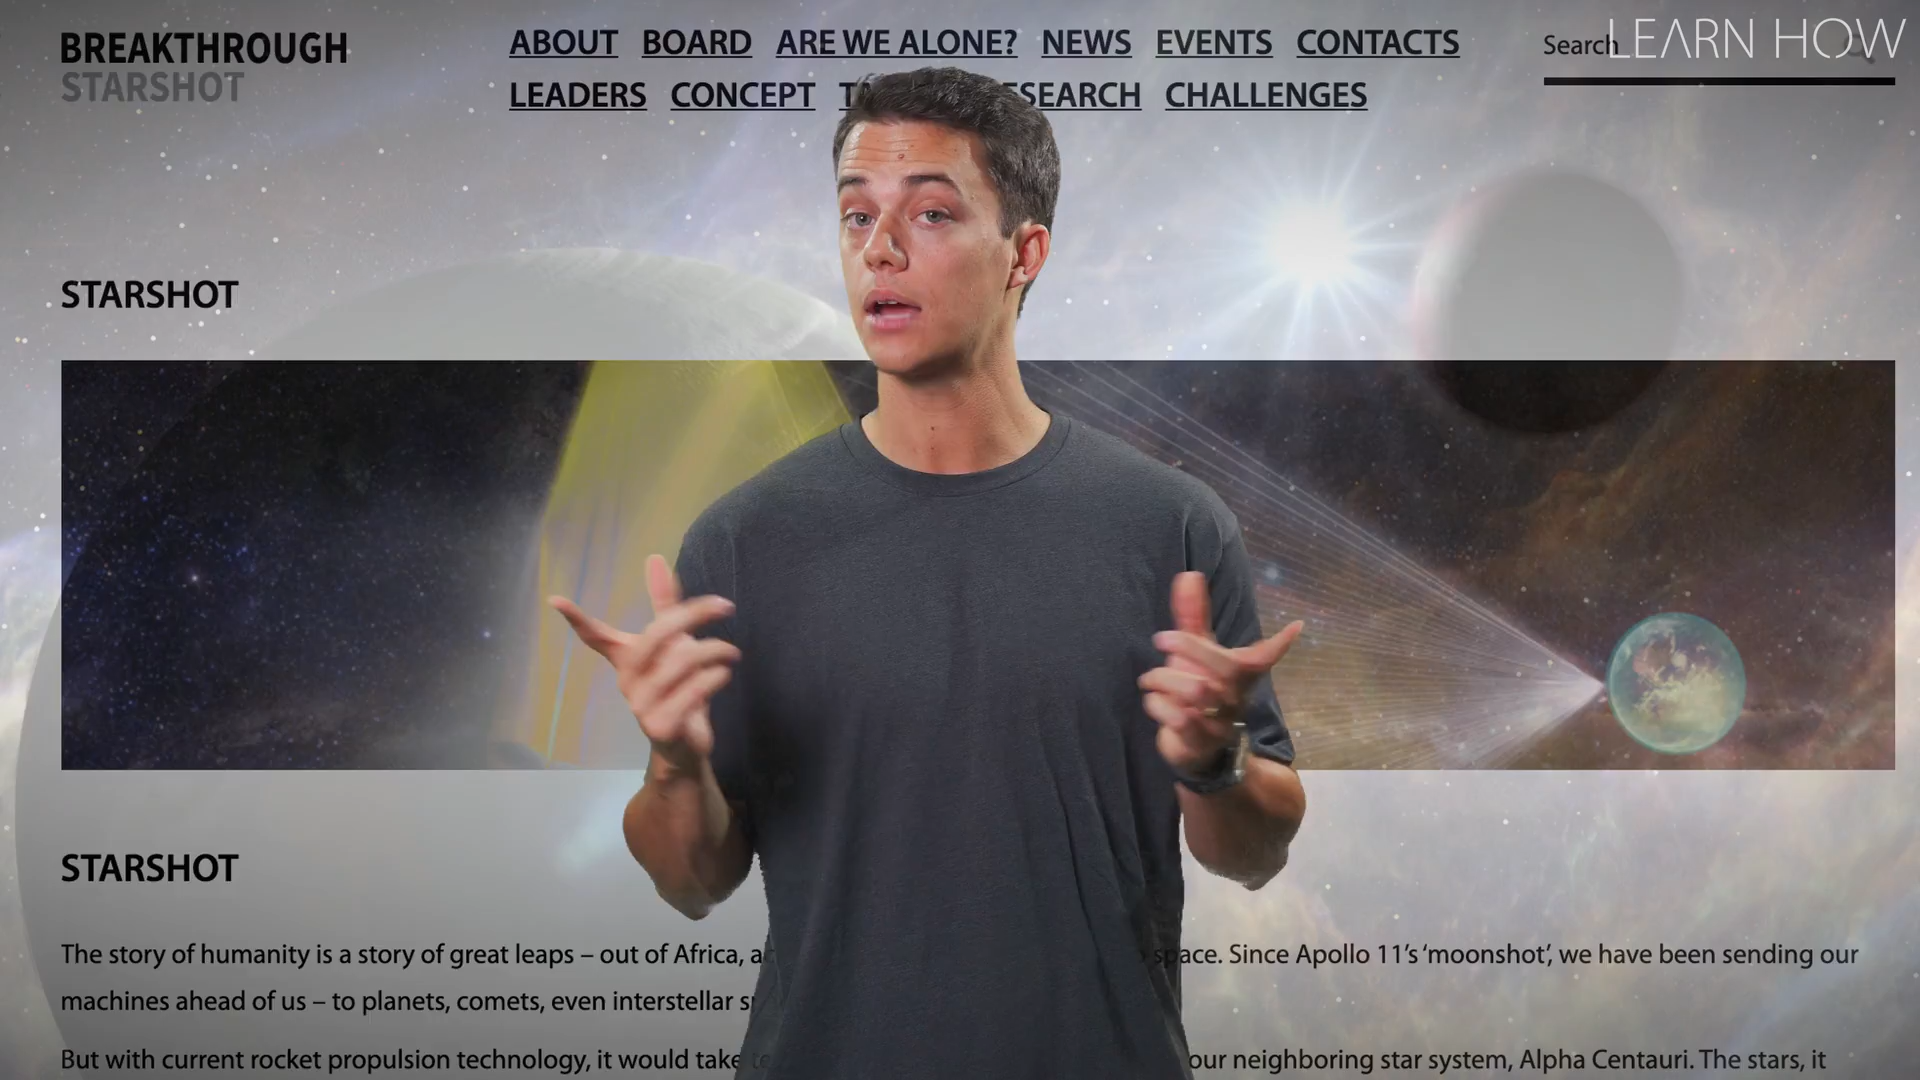 BREAKTHROUGH
STARSHOT
ABOUT BOARD ARE WE ALONE? NEWS EVENTS CONTACTS
LEADERS CONCEPT CHALLENGES
Search
LEARN HOW
STARSHOT
STARSHOT
The story of humanity is a story of great leaps – out of Africa, space. Since Apollo 11’s ‘moonshot’, we have been sending our
machines ahead of us – to planets, comets, even interstellar
But with current rocket propulsion technology, it would take our neighboring star system, Alpha Centauri. The stars, it